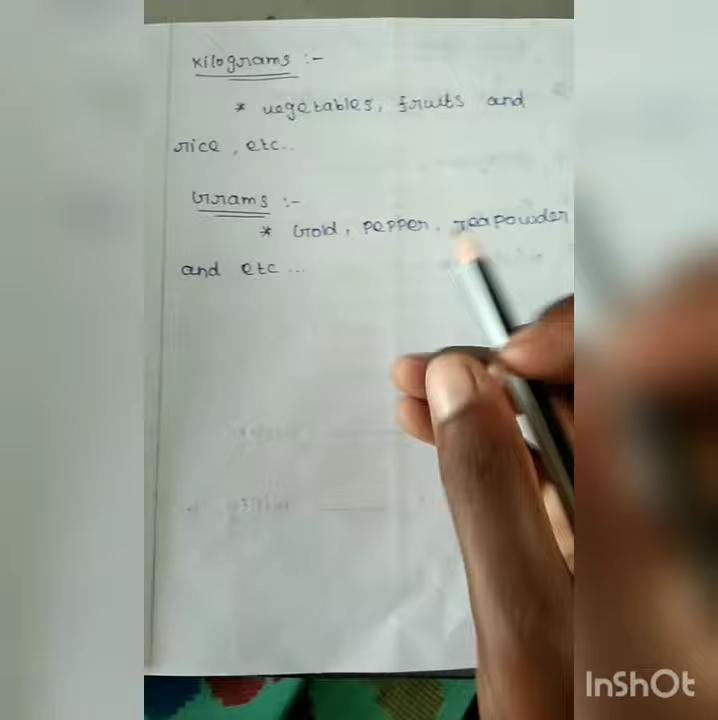 Kilograms :-
* vegetables, fruits and
rice, etc..
Grams :-
* Gold, pepper, Teapowder
and etc ...
InShOt